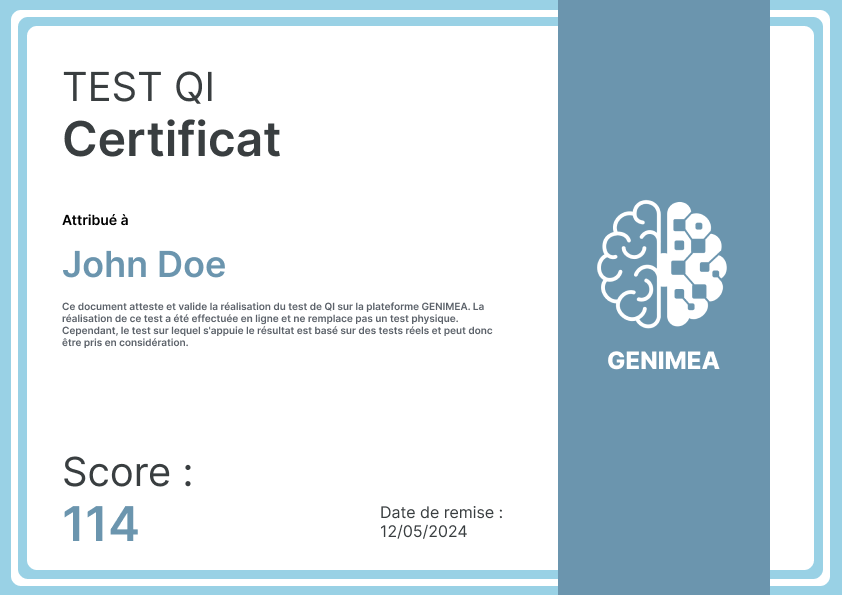 TEST QI
Certificat
Attribué à
John Doe
Ce document atteste et valide la réalisation du test de QI sur la plateforme GENIMEA. La
réalisation de ce test a été effectuée en ligne et ne remplace pas un test physique.
Cependant, le test sur lequel s'appuie le résultat est basé sur des tests réels et peut donc
être pris en considération.
Score :
114
Date de remise :
12/05/2024
GENIMEA